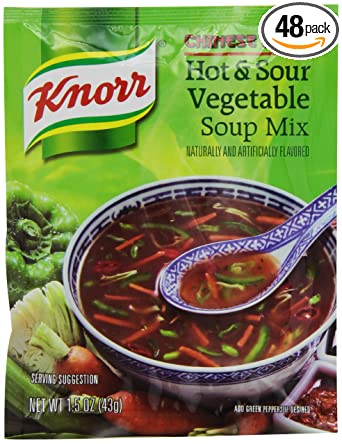 48
pack
Knorr
CHINESE
Hot & Sour
Vegetable
Soup Mix
NATURALLY AND ARTIFICIALLY FLAVORED
SERVING SUGGESTION
NET WT 1.5 OZ (43g)
ADD GREEN PEPPERS IF DESIRED